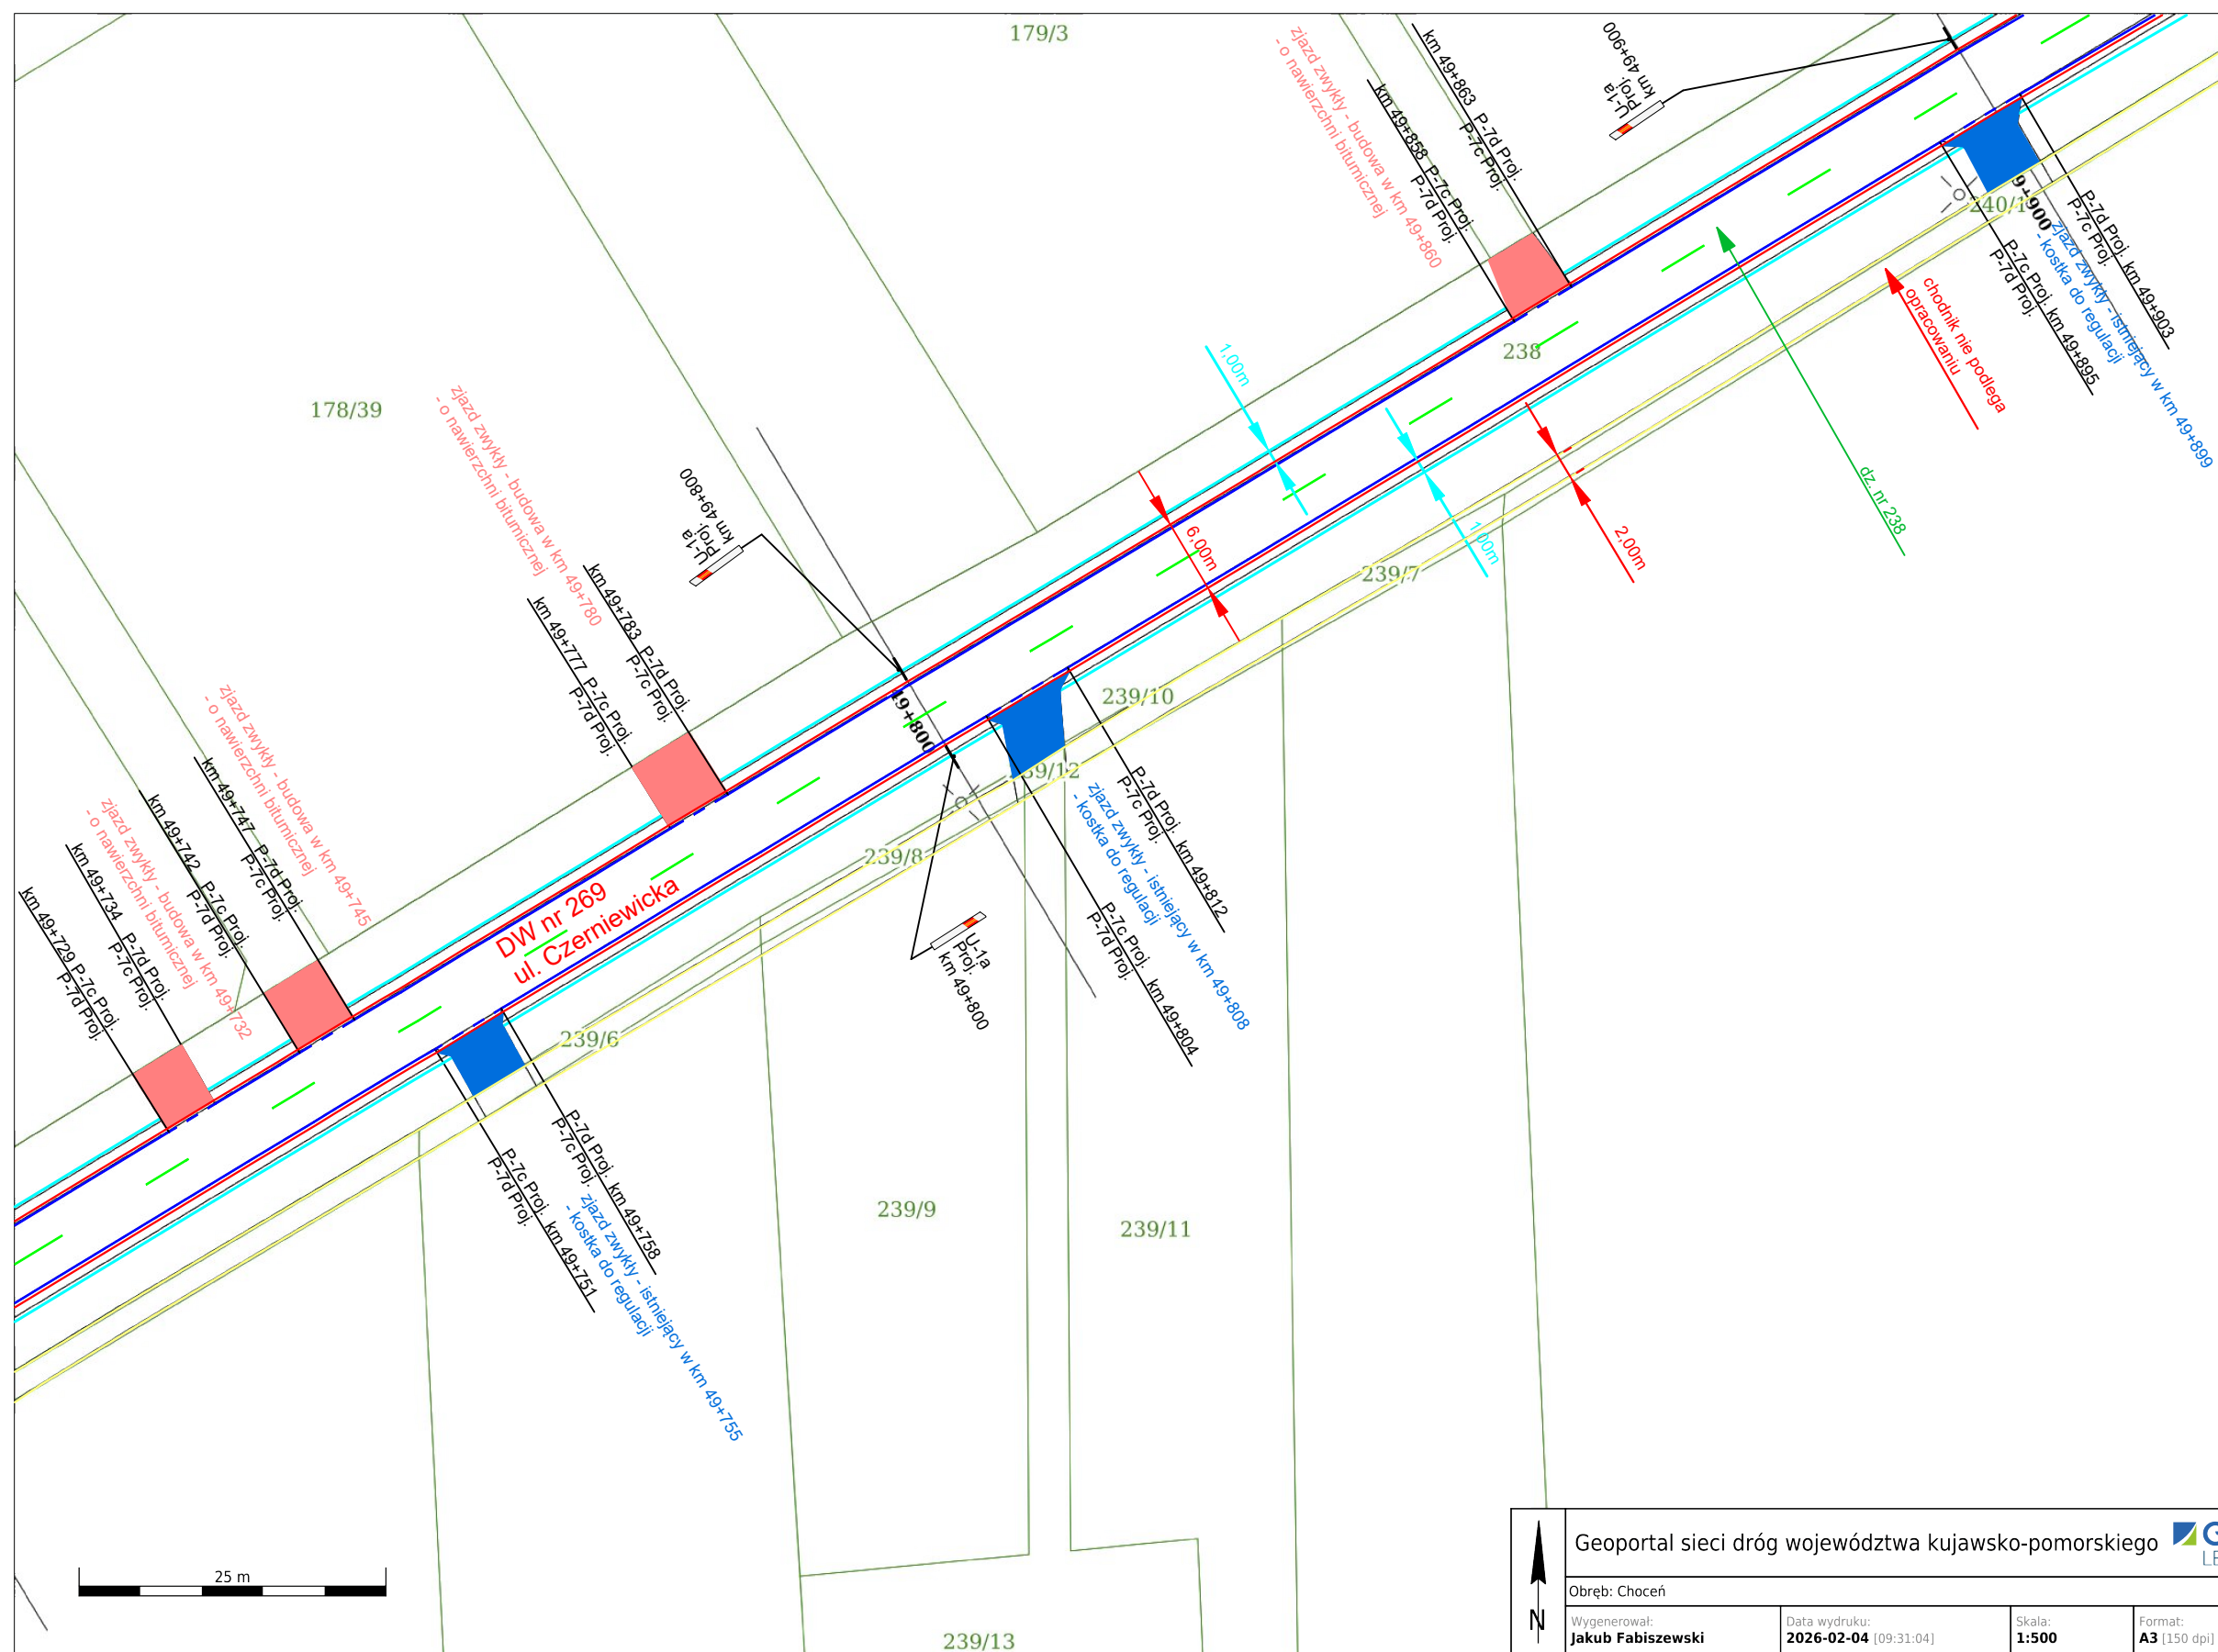 179/3
zjazd zwykły - budowa w km 49+860
- o nawierzchni bitumicznej
km 49+863 P-7d Proj.
P-7c Proj.
km 49+858 P-7c Proj.
P-7d Proj.
U-1a
Proj.
km 49+900
240/1
P-7d Proj. km 49+903
P-7c Proj.
zjazd zwykły - istniejący w km 49+899
- kostka do regulacji
P-7c Proj. km 49+895
P-7d Proj.
chodnik nie podlega
opracowaniu
238
dz. nr 238
1,00m
1,00m
6,00m
2,00m
178/39
zjazd zwykły - budowa w km 49+780
- o nawierzchni bitumicznej
km 49+783 P-7d Proj.
P-7c Proj.
km 49+777 P-7c Proj.
P-7d Proj.
U-1a
Proj.
km 49+800
49+800
239/7
239/10
239/8
P-7d Proj. km 49+812
P-7c Proj.
zjazd zwykły - istniejący w km 49+808
- kostka do regulacji
P-7c Proj. km 49+804
P-7d Proj.
U-1a
Proj.
km 49+800
zjazd zwykły - budowa w km 49+745
- o nawierzchni bitumicznej
km 49+747 P-7d Proj.
P-7c Proj.
km 49+742 P-7c Proj.
P-7d Proj.
zjazd zwykły - budowa w km 49+732
- o nawierzchni bitumicznej
km 49+734 P-7d Proj.
P-7c Proj.
km 49+729 P-7c Proj.
P-7d Proj.
DW nr 269
ul. Czerniewicka
239/6
P-7d Proj. km 49+758
P-7c Proj.
zjazd zwykły - istniejący w km 49+755
- kostka do regulacji
P-7c Proj. km 49+751
P-7d Proj.
239/9
239/11
239/13
25 m
N
Geoportal sieci dróg województwa kujawsko-pomorskiego
Obręb: Choceń
Wygenerował:
Jakub Fabiszewski
Data wydruku:
2026-02-04 [09:31:04]
Skala:
1:500
Format:
A3 [150 dpi]